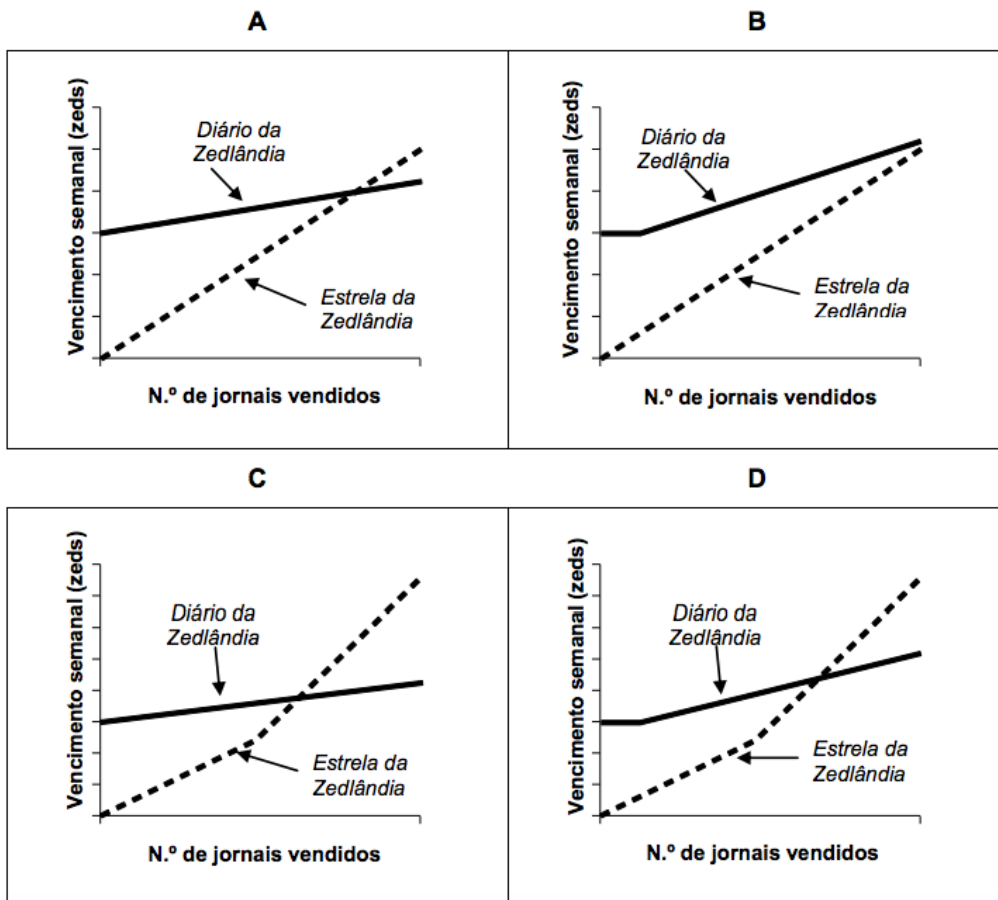 A
Vencimento semanal (zeds)
Diário da
Zedlândia
Estrela da
Zedlândia
N.º de jornais vendidos
B
Vencimento semanal (zeds)
Diário da
Zedlândia
Estrela da
Zedlândia
N.º de jornais vendidos
C
Vencimento semanal (zeds)
Diário da
Zedlândia
Estrela da
Zedlândia
N.º de jornais vendidos
D
Vencimento semanal (zeds)
Diário da
Zedlândia
Estrela da
Zedlândia
N.º de jornais vendidos